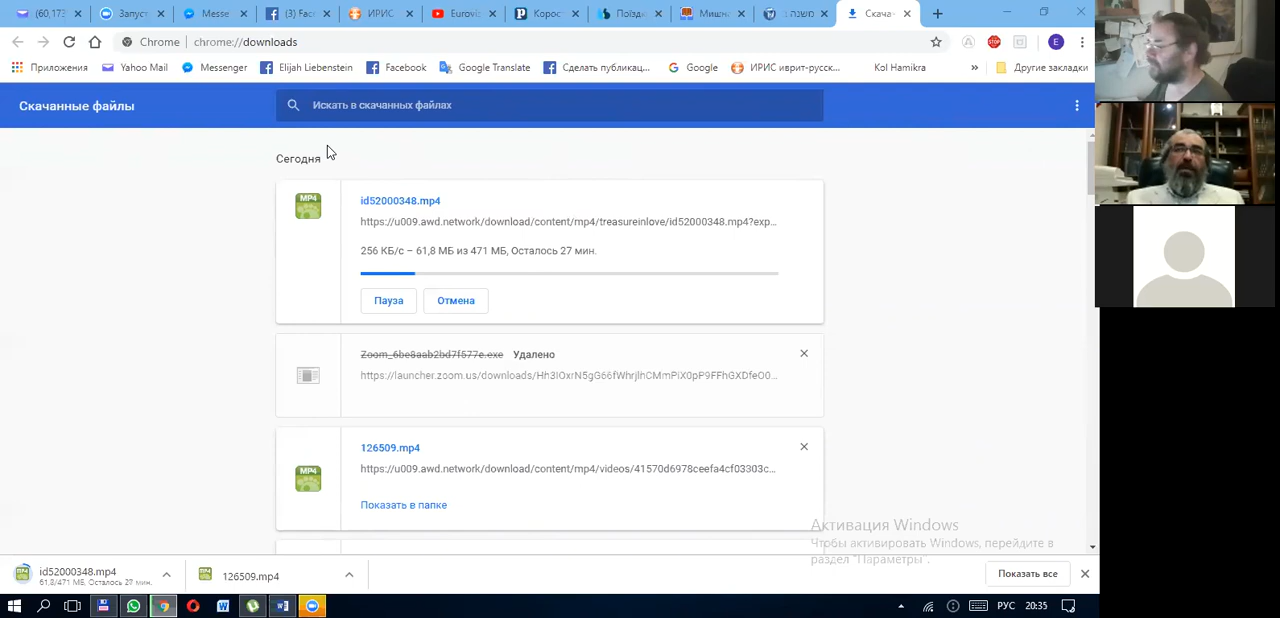 (60,173
Запуст
Messe
(3) Fac
ИРИС
Eurovis
Корост
Поїзд
Мишн
משנה ב
Скача
Chrome | chrome://downloads
Приложения Yahoo Mail Messenger Elijah Liebenstein Facebook Google Translate Сделать публикац... Google ИРИС иврит-русск... Kol Hamikra » Другие закладки
Скачанные файлы
Искать в скачанных файлах
Сегодня
id52000348.mp4
https://u009.awd.network/download/content/mp4/treasureinlove/id52000348.mp4?exp...
256 КБ/с – 61,8 МБ из 471 МБ, Осталось 27 мин.
Пауза Отмена
Zoom_6be8aab2bd7f577e.exe Удалено
https://launcher.zoom.us/downloads/Hh3IOxrN5gG66fWhrjlhCMmPiX0pP9FFhGXDfeO0...
126509.mp4
https://u009.awd.network/download/content/mp4/videos/41570d6978ceefa4cf03303c...
Показать в папке
Активация Windows
Чтобы активировать Windows, перейдите в
раздел "Параметры".
id52000348.mp4
61,8/471 МБ, Осталось 27 мин.
126509.mp4
Показать все
РУС 20:35